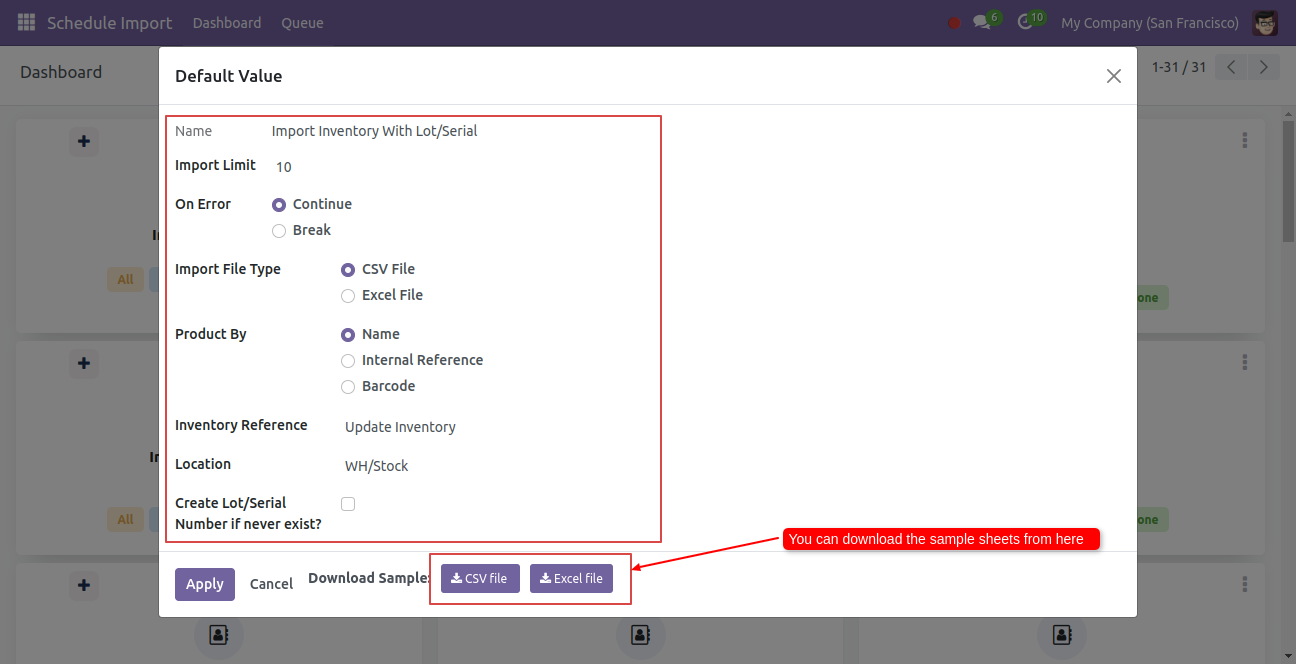 Schedule Import Dashboard Queue 6 10 My Company (San Francisco)
Dashboard
1-31 / 31
Default Value
Name Import Inventory With Lot/Serial
Import Limit 10
On Error Continue
Break
Import File Type CSV File
Excel File
Product By Name
Internal Reference
Barcode
Inventory Reference Update Inventory
Location WH/Stock
Create Lot/Serial
Number if never exist?
You can download the sample sheets from here
Apply Cancel Download Sample: CSV file Excel file
All
one
All
one